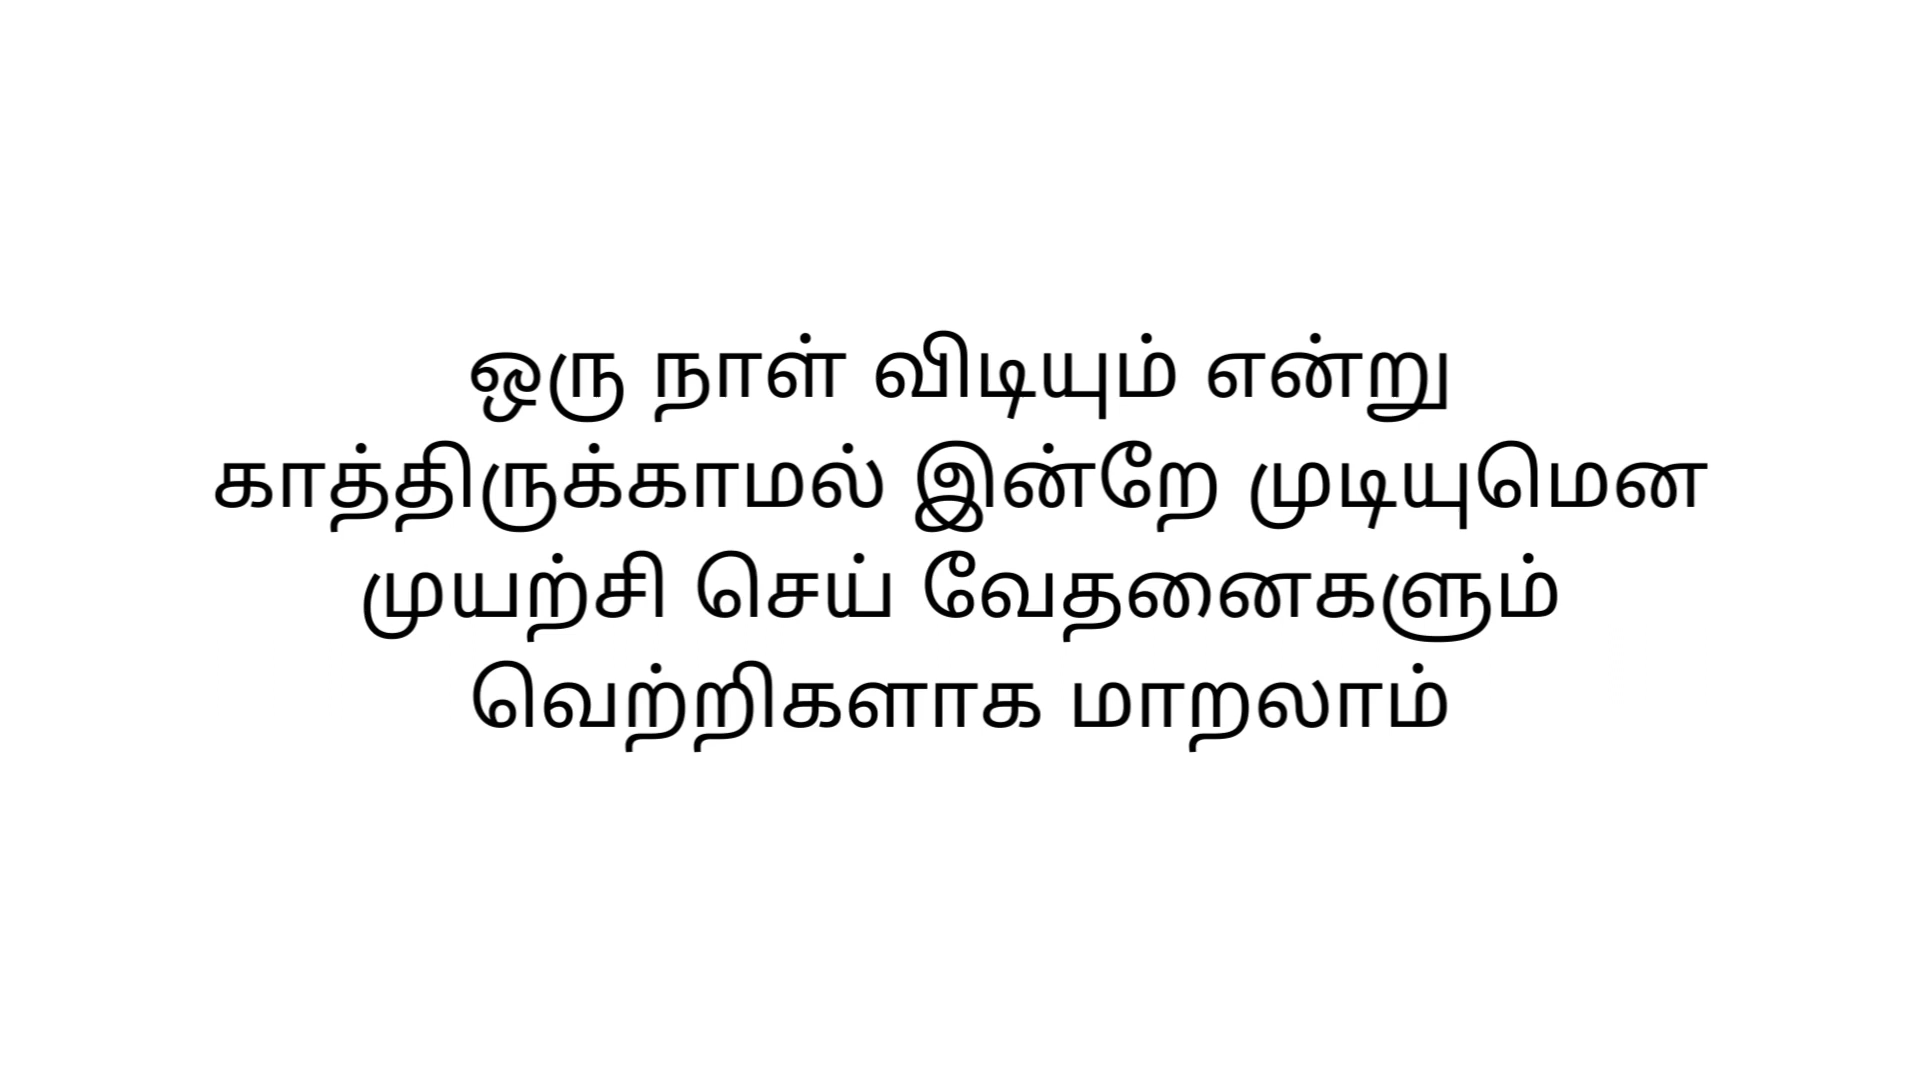 ஒரு நாள் விடியும் என்று
காத்திருக்காமல் இன்றே முடியுமென
முயற்சி செய் வேதனைகளும்
வெற்றிகளாக மாறலாம்